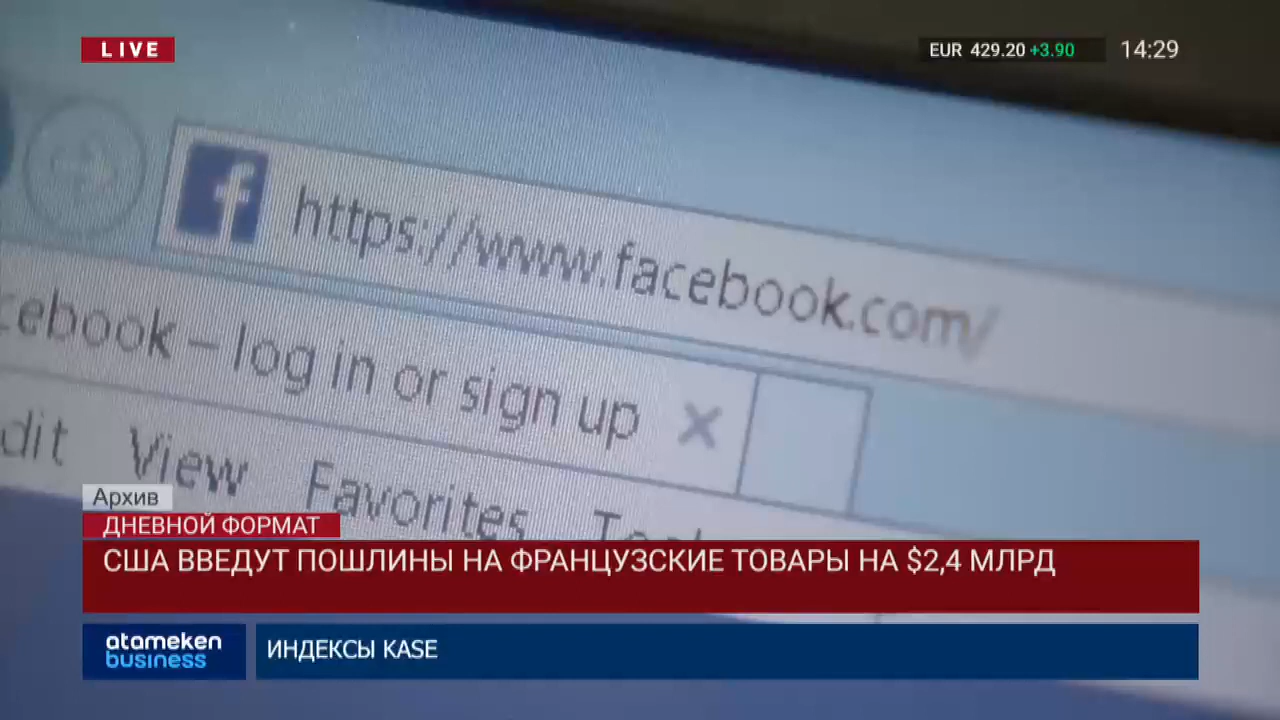 LIVE
EUR 429.20 +3.90
14:29
https://www.facebook.com/
cebook – log in or sign up
dit View Favorites
Архив
ДНЕВНОЙ ФОРМАТ
США ВВЕДУТ ПОШЛИНЫ НА ФРАНЦУЗСКИЕ ТОВАРЫ НА $2,4 МЛРД
atameken
business
ИНДЕКСЫ KASE